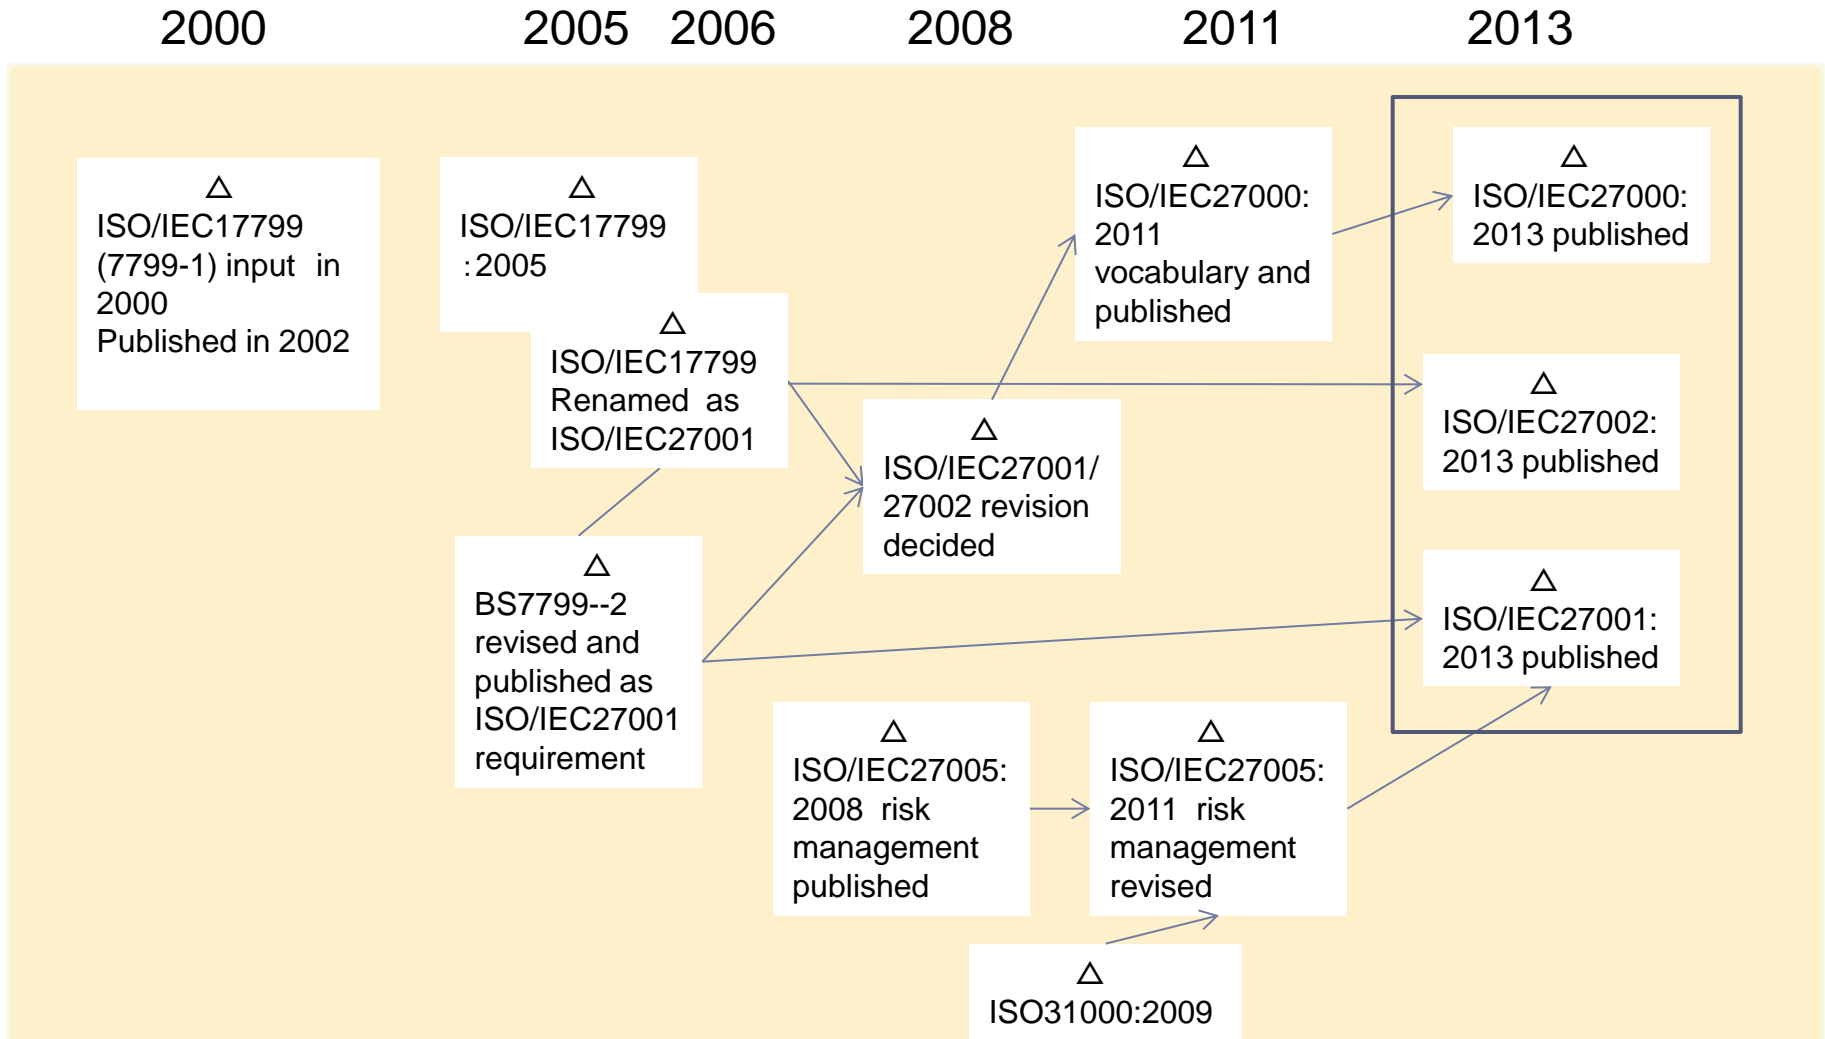 2000 2005 2006 2008 2011 2013
△
ISO/IEC17799
(7799-1) input in
2000
Published in 2002
△
ISO/IEC17799
:2005
△
ISO/IEC17799
Renamed as
ISO/IEC27001
△
BS7799--2
revised and
published as
ISO/IEC27001
requirement
△
ISO/IEC27001/
27002 revision
decided
△
ISO/IEC27005:
2008 risk
management
published
△
ISO/IEC27000:
2011
vocabulary and
published
△
ISO/IEC27005:
2011 risk
management
revised
△
ISO31000:2009
△
ISO/IEC27000:
2013 published
△
ISO/IEC27002:
2013 published
△
ISO/IEC27001:
2013 published